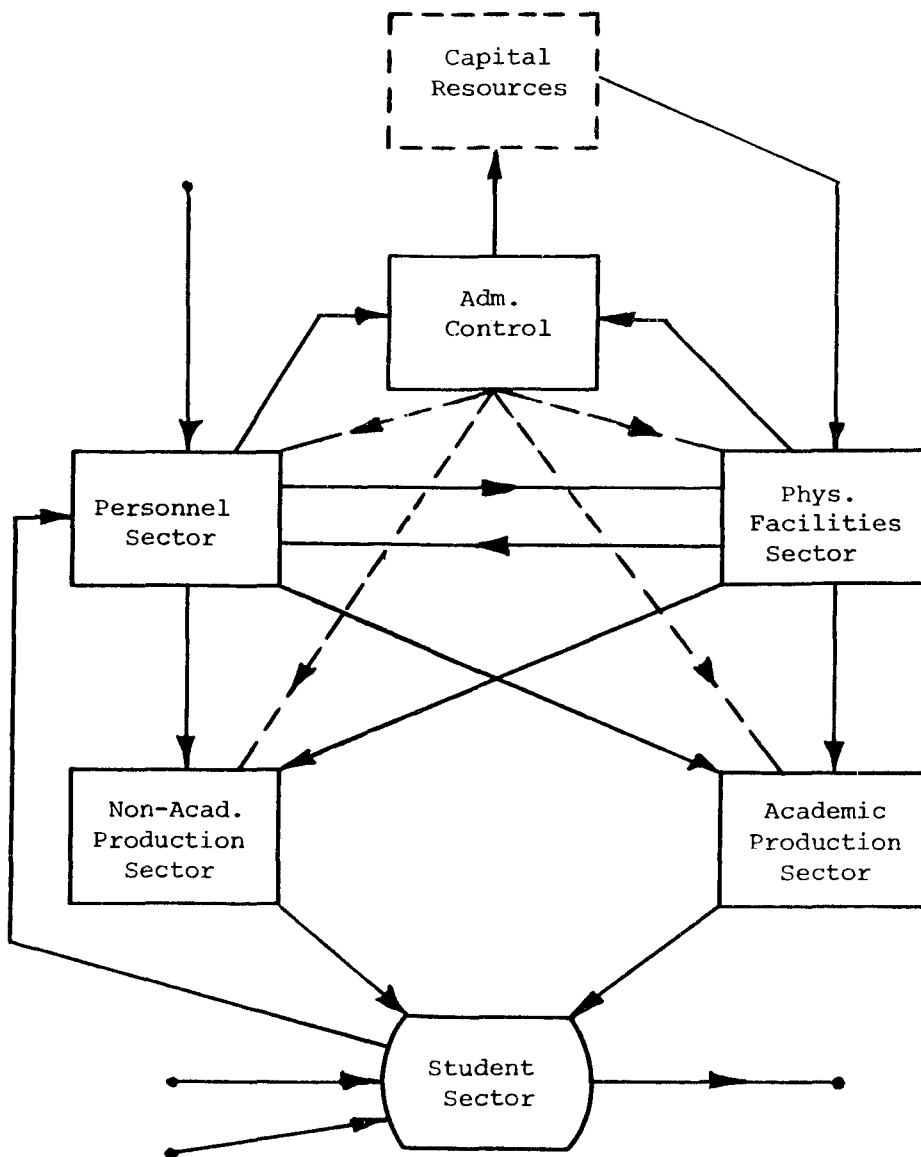 Capital
Resources
Adm.
Control
Personnel
Sector
Phys.
Facilities
Sector
Non-Acad.
Production
Sector
Academic
Production
Sector
Student
Sector